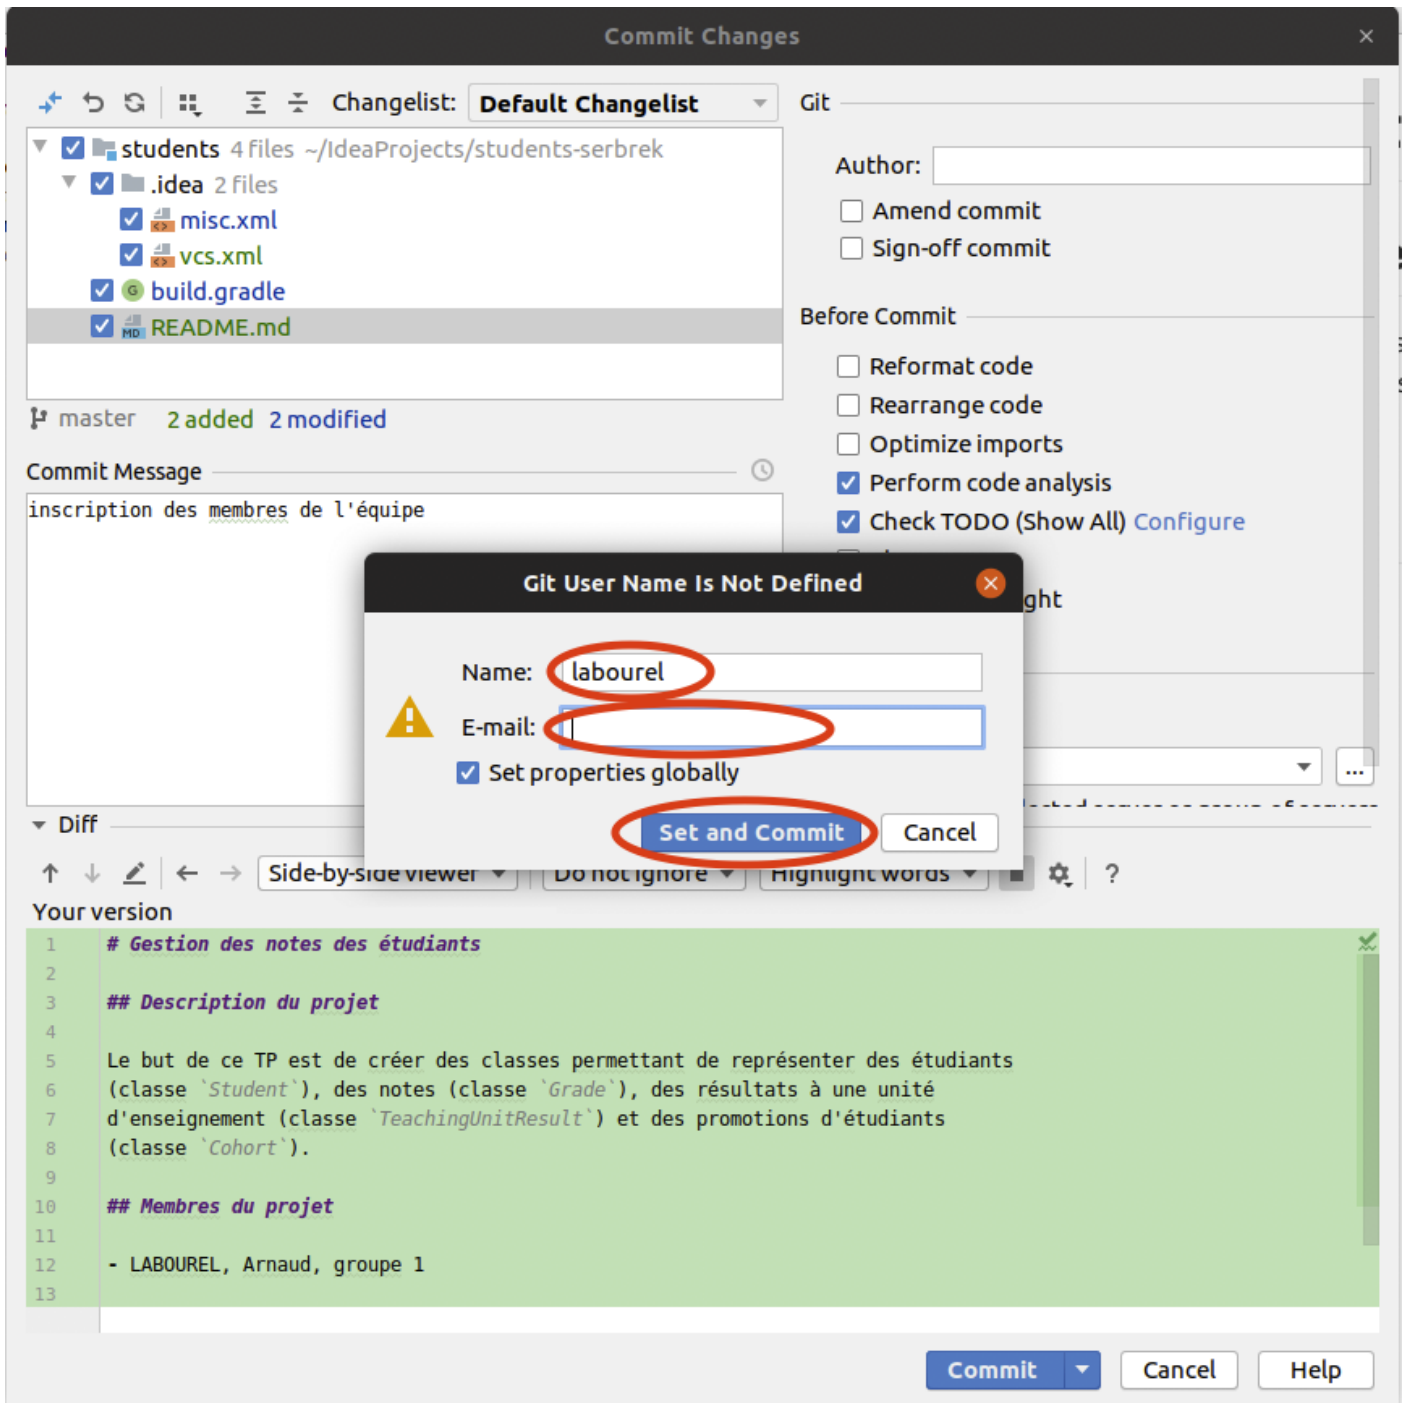 Commit Changes
Changelist: Default Changelist
students 4 files ~/IdeaProjects/students-serbrek
.idea 2 files
misc.xml
vcs.xml
build.gradle
MD README.md
master 2 added 2 modified
Commit Message
inscription des membres de l'équipe
Git
Author:
Amend commit
Sign-off commit
Before Commit
Reformat code
Rearrange code
Optimize imports
Perform code analysis
Check TODO (Show All) Configure
Git User Name Is Not Defined
Name: labourel
E-mail:
Set properties globally
Set and Commit Cancel
...
Diff
Side-by-side viewer Do not ignore Highlight words ?
Your version
1 # Gestion des notes des étudiants
2
3 ## Description du projet
4
5 Le but de ce TP est de créer des classes permettant de représenter des étudiants
6 (classe `Student`), des notes (classe `Grade`), des résultats à une unité
7 d'enseignement (classe `TeachingUnitResult`) et des promotions d'étudiants
8 (classe `Cohort`).
9
10 ## Membres du projet
11
12 - LABOUREL, Arnaud, groupe 1
13
Commit Cancel Help